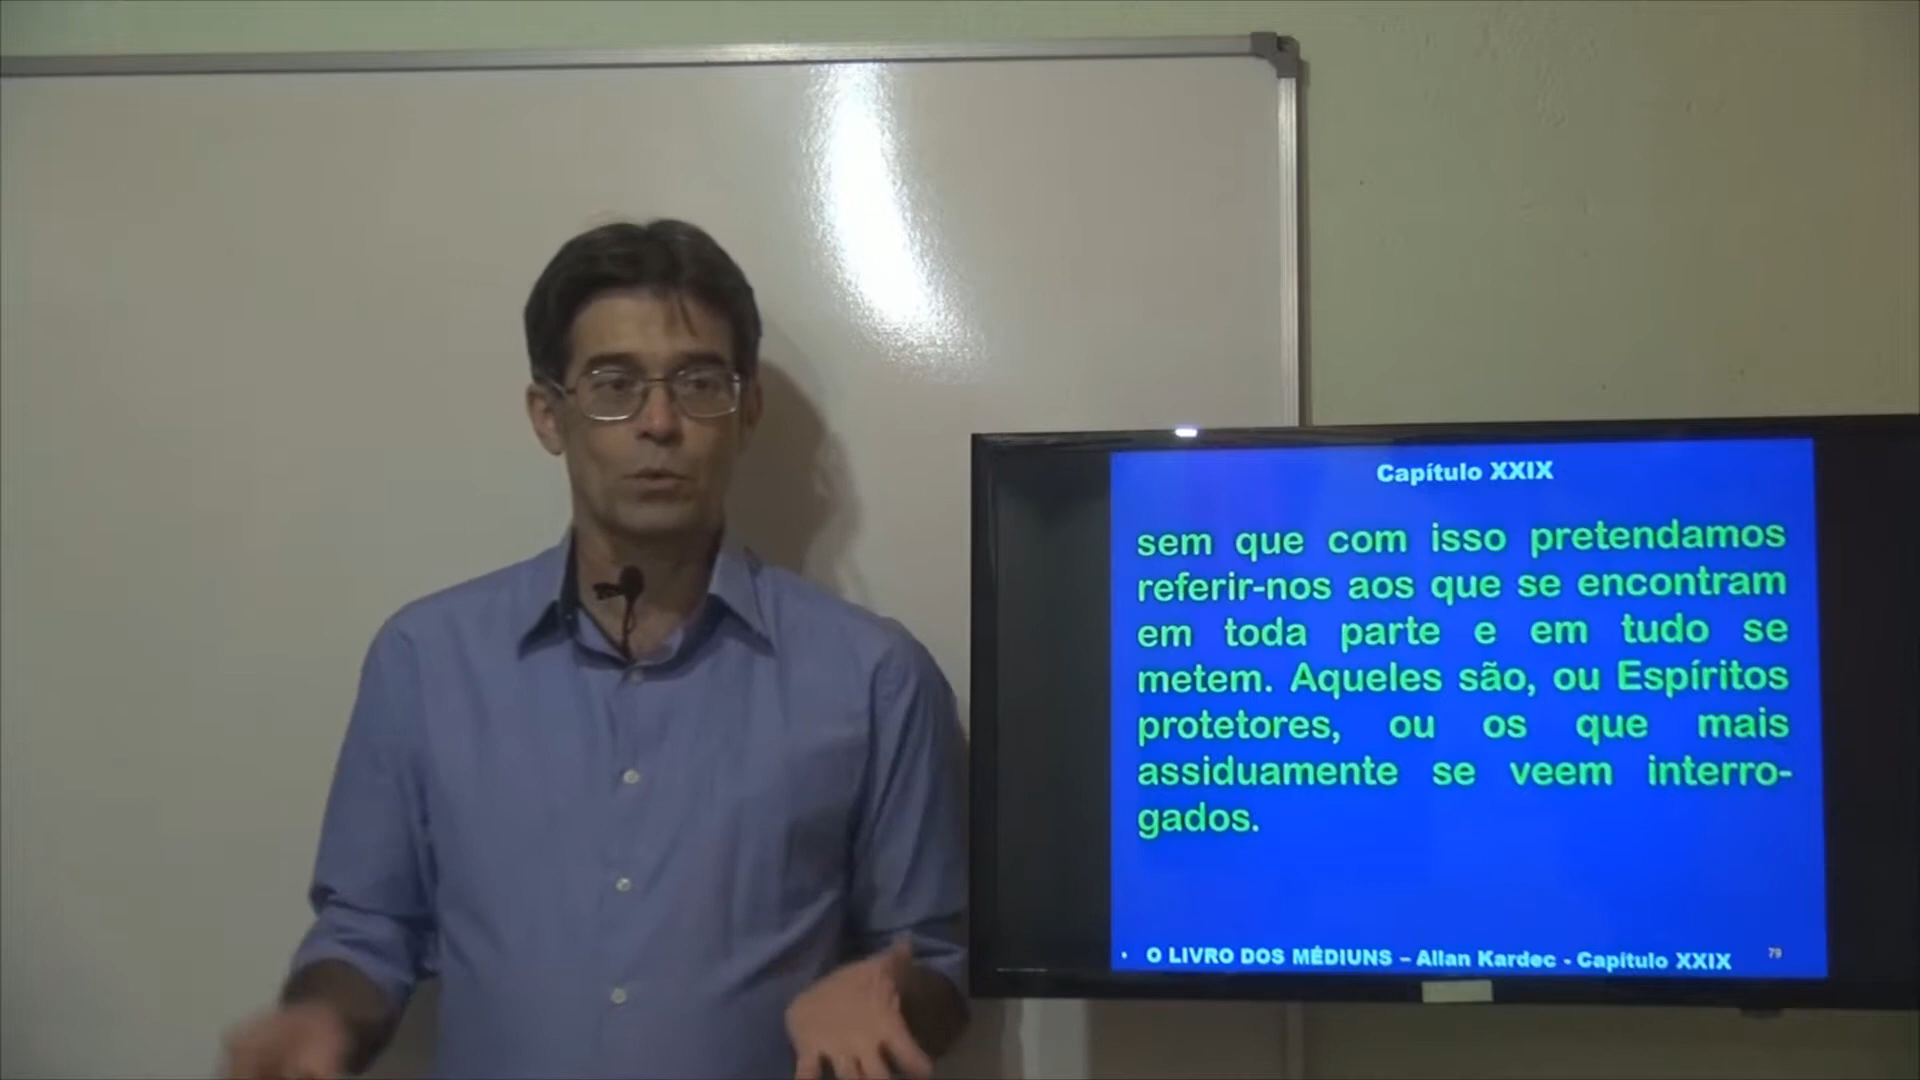 Capítulo XXIX
sem que com isso pretendamos
referir-nos aos que se encontram
em toda parte e em tudo se
metem. Aqueles são, ou Espíritos
protetores, ou os que mais
assiduamente se veem interro-
gados.
• O LIVRO DOS MÉDIUNS – Allan Kardec - Capítulo XXIX
79